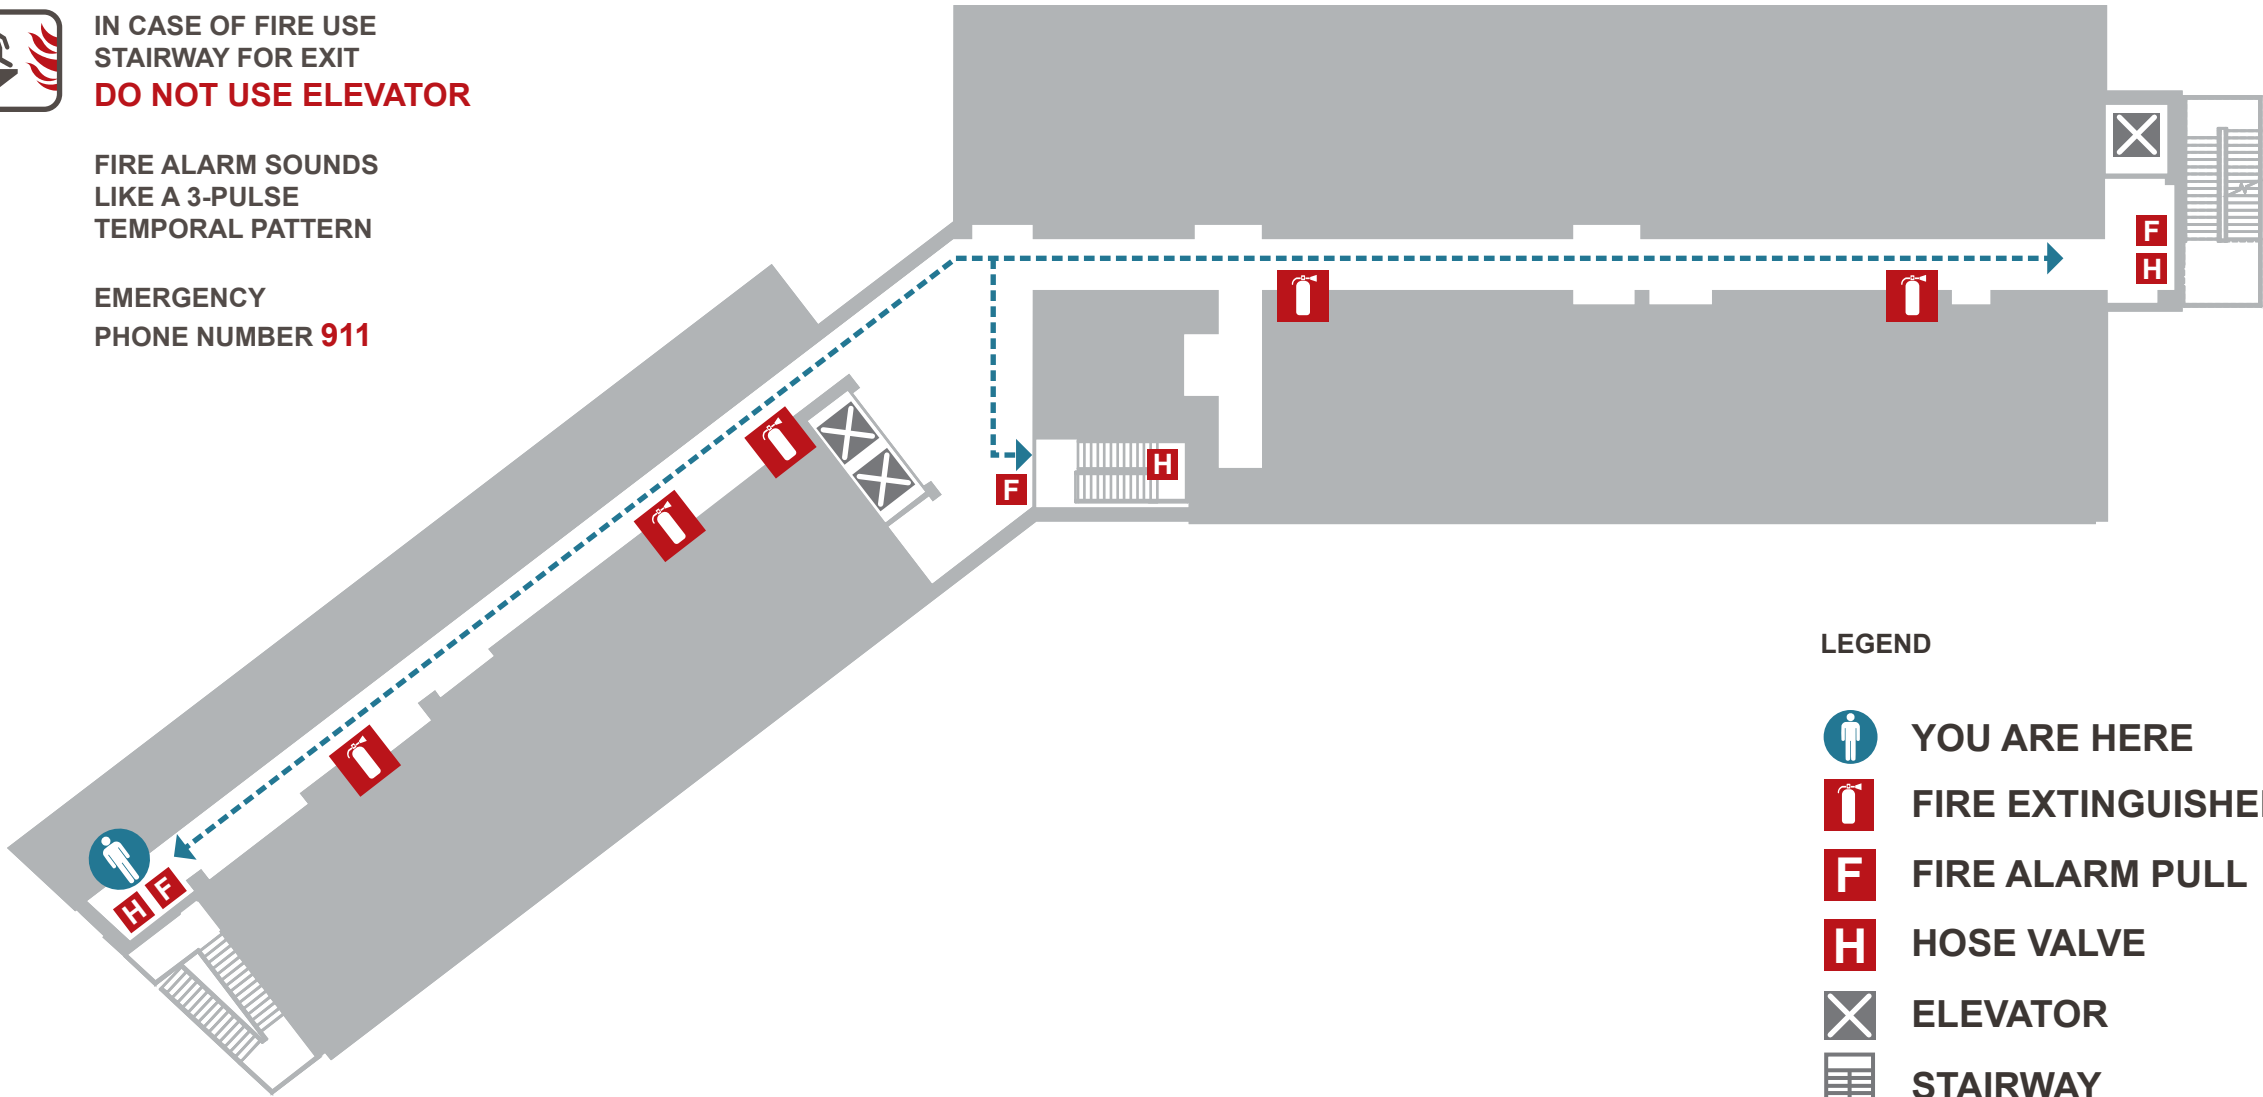 IN CASE OF FIRE USE
STAIRWAY FOR EXIT
DO NOT USE ELEVATOR
FIRE ALARM SOUNDS
LIKE A 3-PULSE
TEMPORAL PATTERN
EMERGENCY
PHONE NUMBER 911
F
H
H
F
F
H
LEGEND
YOU ARE HERE
FIRE EXTINGUISHER
F FIRE ALARM PULL
H HOSE VALVE
ELEVATOR
STAIRWAY